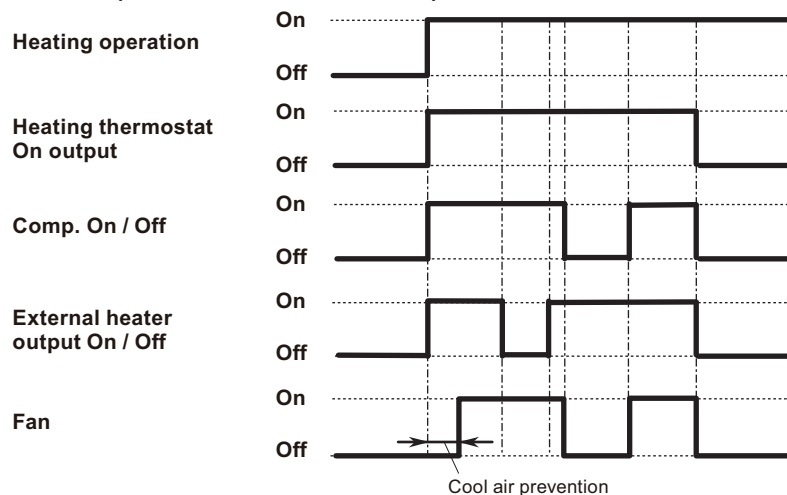 On
Heating operation
Off
On
Heating thermostat
On output
Off
On
Comp. On / Off
Off
On
External heater
output On / Off
Off
On
Fan
Off
Cool air prevention